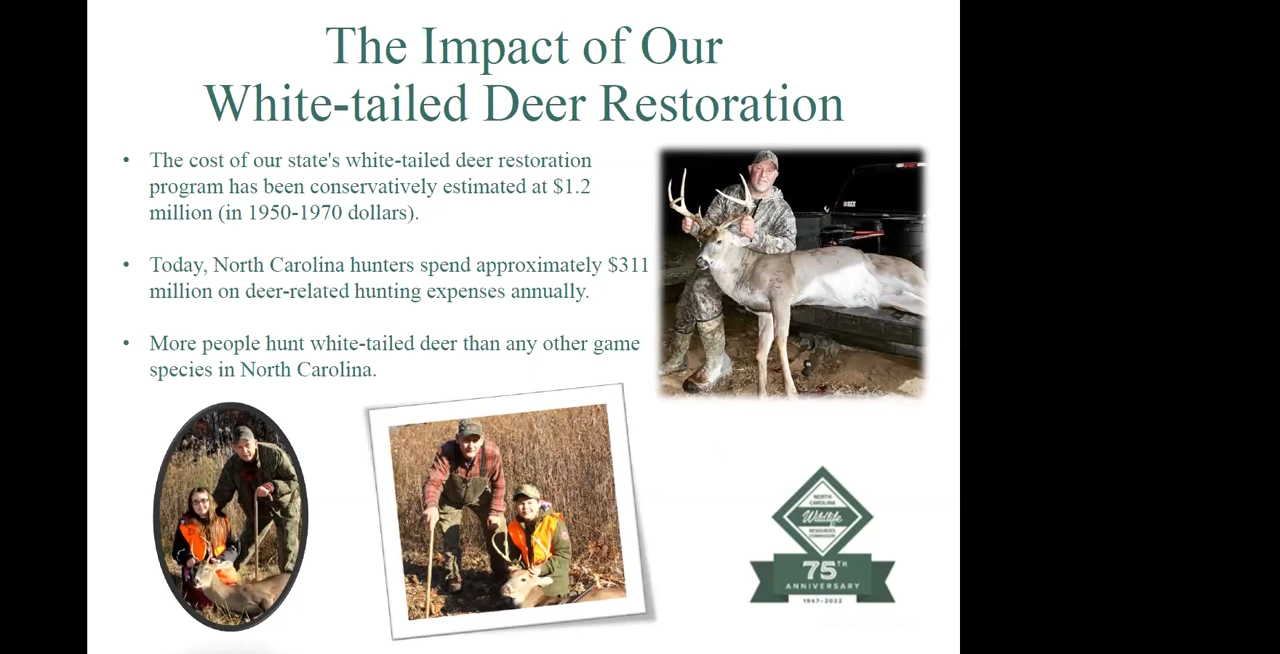 The Impact of Our
White-tailed Deer Restoration
• The cost of our state's white-tailed deer restoration
program has been conservatively estimated at $1.2
million (in 1950-1970 dollars).
• Today, North Carolina hunters spend approximately $311
million on deer-related hunting expenses annually.
• More people hunt white-tailed deer than any other game
species in North Carolina.
NORTH
CAROLINA
Wildlife
RESOURCES
COMMISSION
75TH
ANNIVERSARY
1947-2022